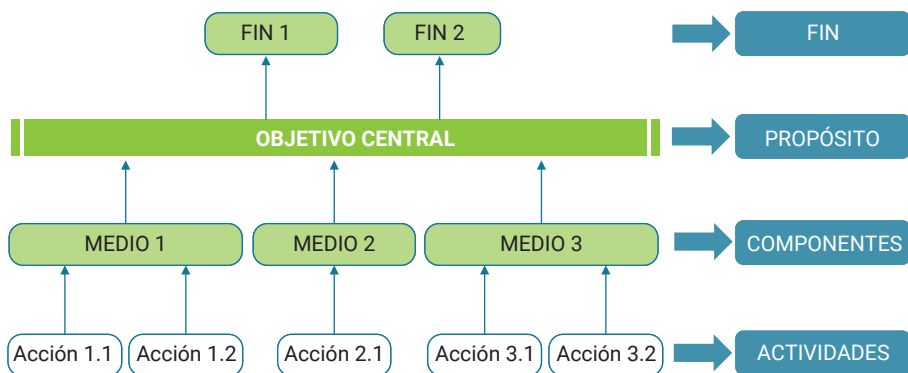 FIN 1
FIN 2
FIN
OBJETIVO CENTRAL
PROPÓSITO
MEDIO 1
MEDIO 2
MEDIO 3
COMPONENTES
Acción 1.1
Acción 1.2
Acción 2.1
Acción 3.1
Acción 3.2
ACTIVIDADES